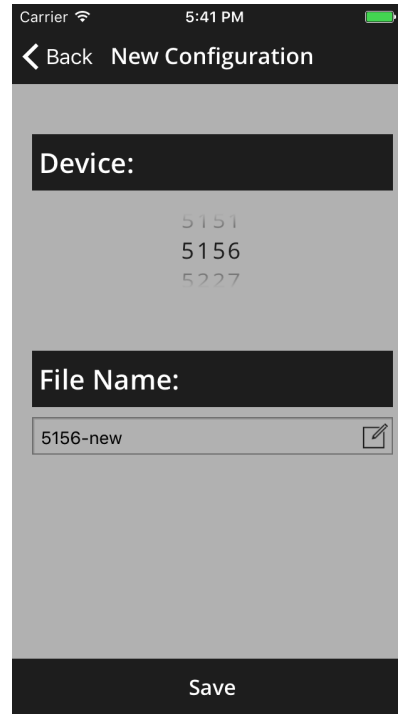 Carrier 5:41 PM
Back New Configuration
Device:
5151
5156
5227
File Name:
5156-new
Save